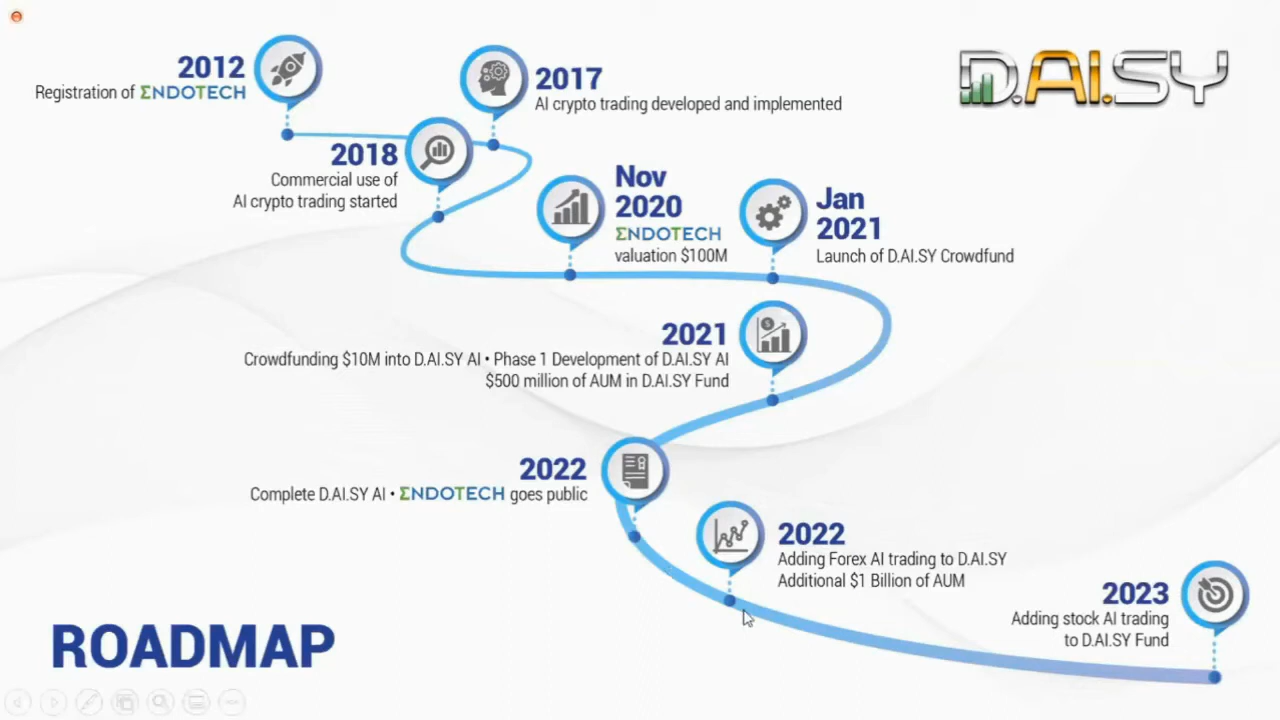 2012
Registration of ΣNDOTECH
2017
AI crypto trading developed and implemented
D.AI.SY
2018
Commercial use of
AI crypto trading started
Nov
2020
ΣNDOTECH
valuation $100M
Jan
2021
Launch of D.AI.SY Crowdfund
2021
Crowdfunding $10M into D.AI.SY AI • Phase 1 Development of D.AI.SY AI
$500 million of AUM in D.AI.SY Fund
2022
Complete D.AI.SY AI • ΣNDOTECH goes public
2022
Adding Forex AI trading to D.AI.SY
Additional $1 Billion of AUM
2023
Adding stock AI trading
to D.AI.SY Fund
ROADMAP